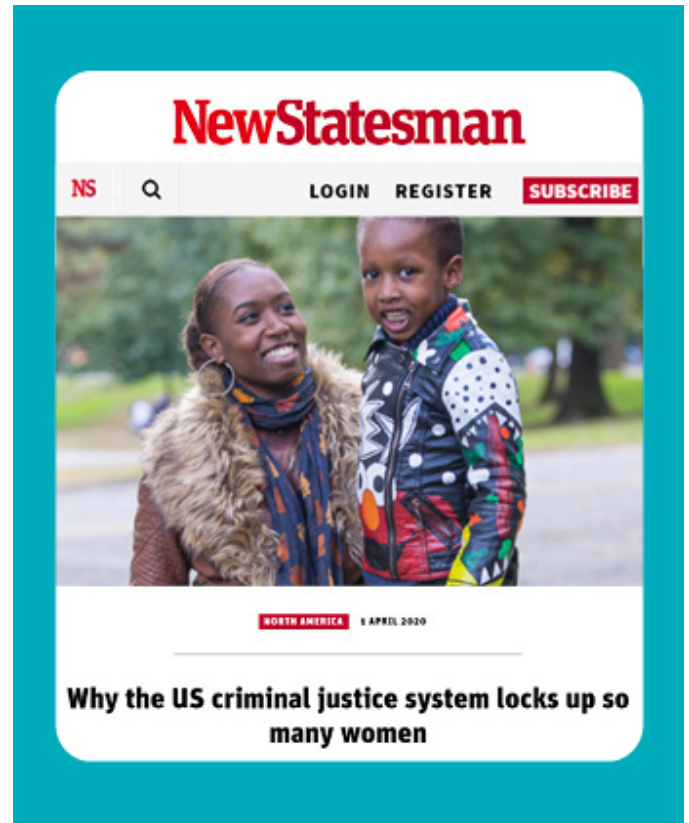 NewStatesman
NS LOGIN REGISTER SUBSCRIBE
NORTH AMERICA 1 APRIL 2020
Why the US criminal justice system locks up so
many women